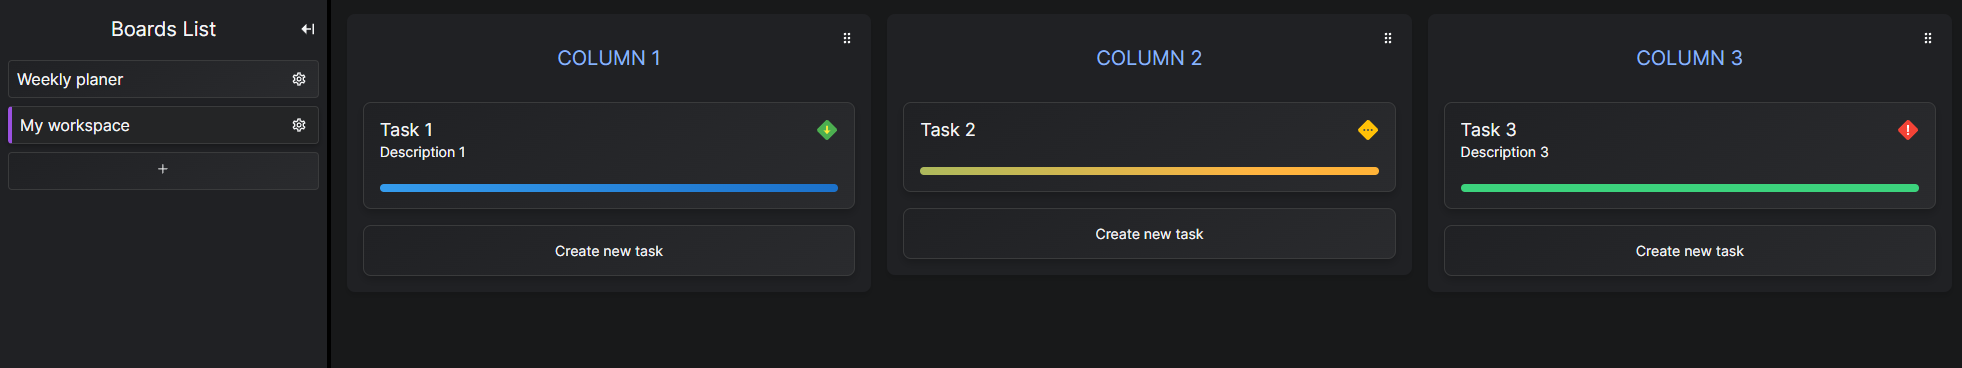 Boards List
Weekly planer
My workspace
+
COLUMN 1
Task 1
Description 1
Create new task
COLUMN 2
Task 2
Create new task
COLUMN 3
Task 3
Description 3
Create new task